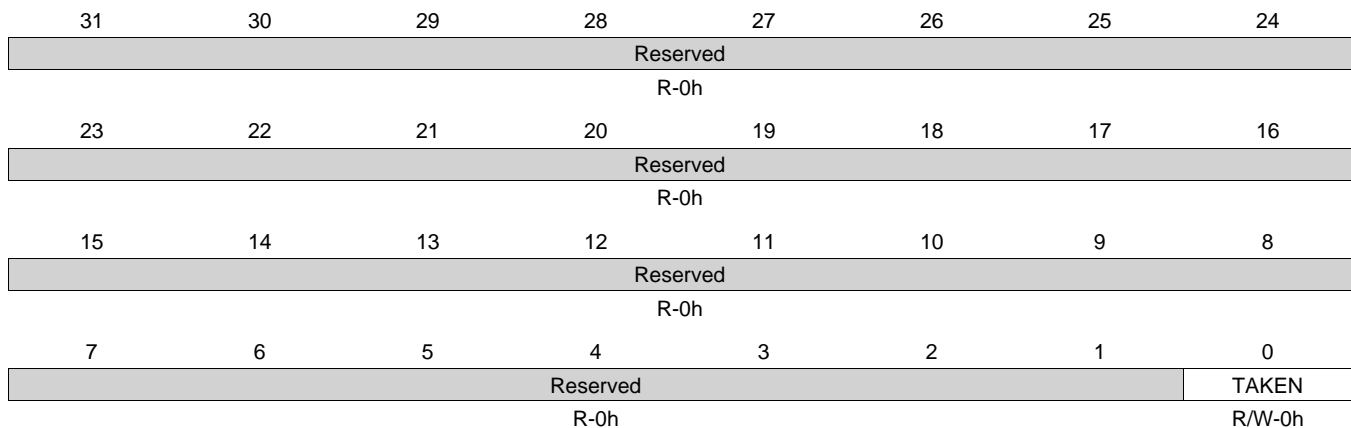 31 30 29 28 27 26 25 24
Reserved
R-0h
23 22 21 20 19 18 17 16
Reserved
R-0h
15 14 13 12 11 10 9 8
Reserved
R-0h
7 6 5 4 3 2 1 0
Reserved TAKEN
R-0h R/W-0h